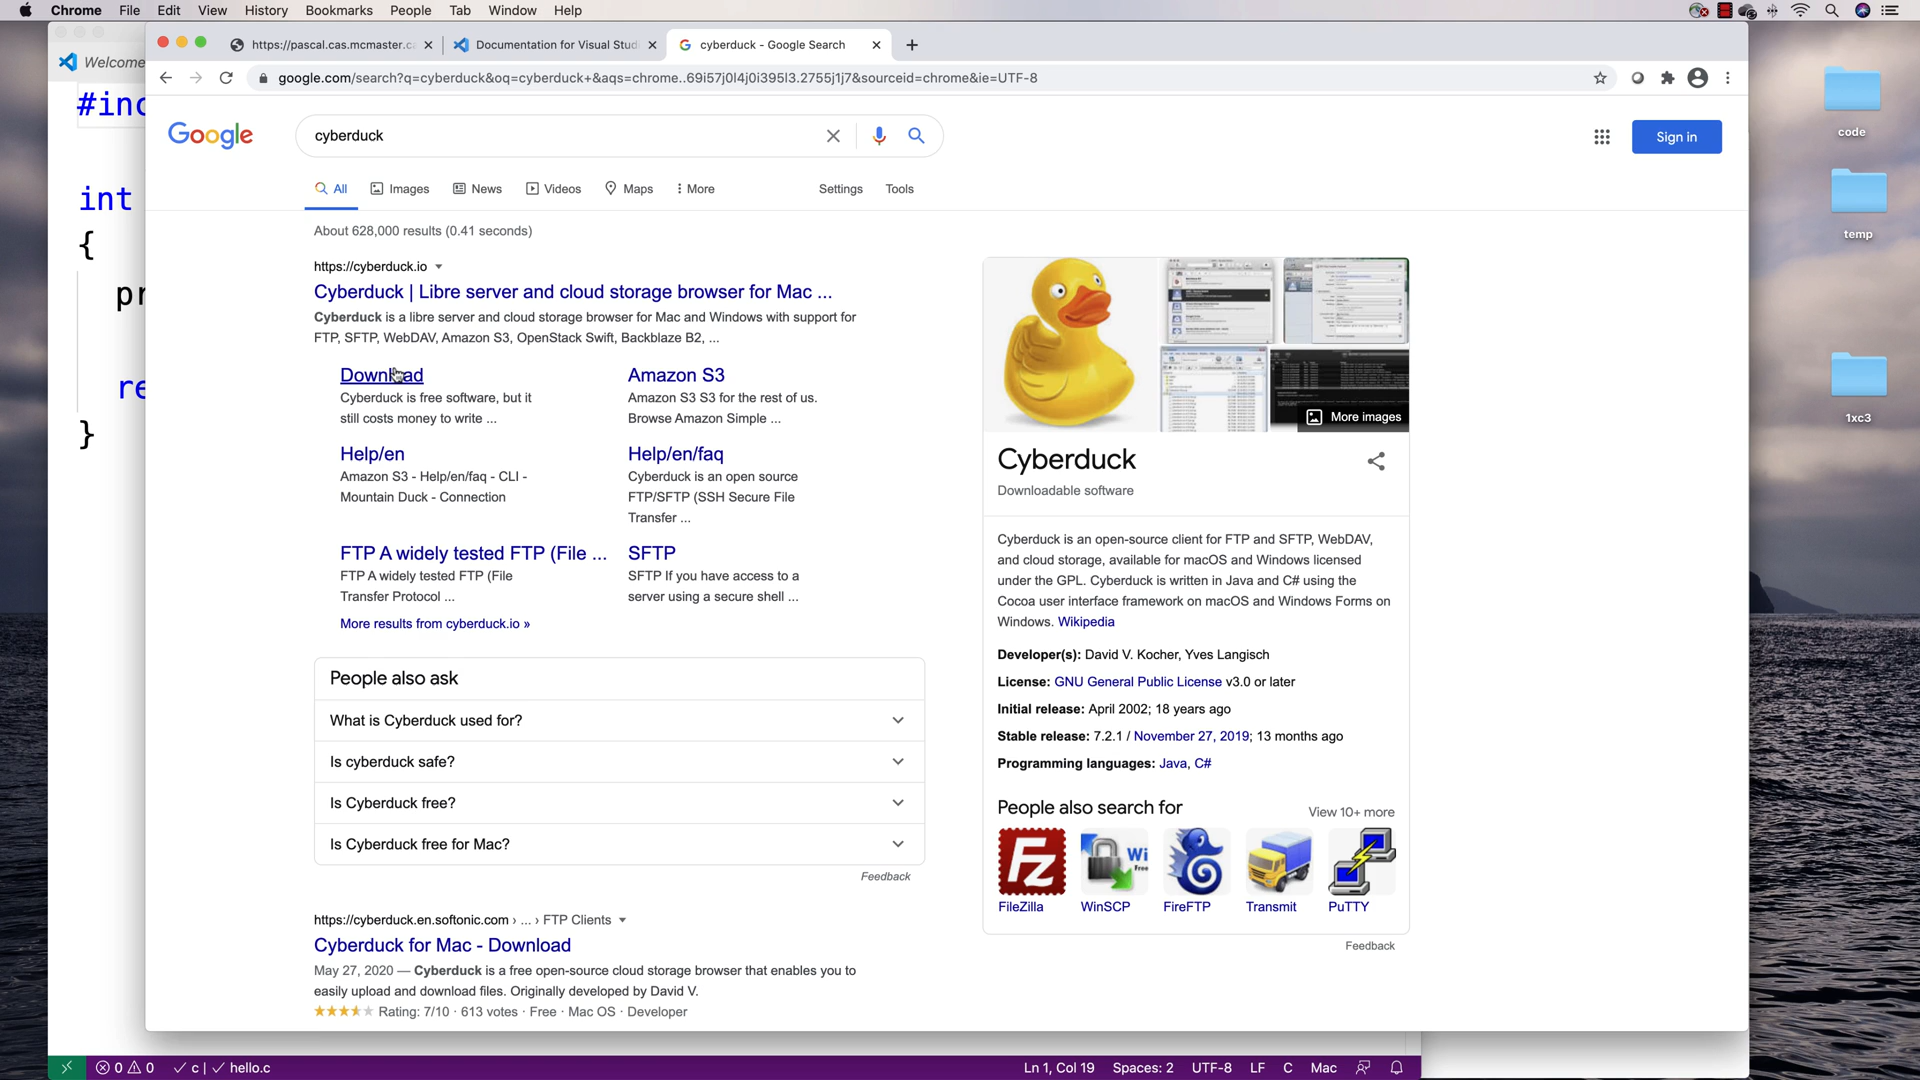 Chrome File Edit View History Bookmarks People Tab Window Help
https://pascal.cas.mcmaster.c
Documentation for Visual Stud
cyberduck - Google Search
google.com/search?q=cyberduck&oq=cyberduck+&aqs=chrome..69i57j0l4j0i395l3.2755j1j7&sourceid=chrome&ie=UTF-8
Welcome
#inc
int
{
pr
re
}
Google
cyberduck
Sign in
All Images News Videos Maps More Settings Tools
About 628,000 results (0.41 seconds)
https://cyberduck.io
Cyberduck | Libre server and cloud storage browser for Mac ...
Cyberduck is a libre server and cloud storage browser for Mac and Windows with support for
FTP, SFTP, WebDAV, Amazon S3, OpenStack Swift, Backblaze B2, ...
Download
Cyberduck is free software, but it
still costs money to write ...
Amazon S3
Amazon S3 S3 for the rest of us.
Browse Amazon Simple ...
Help/en
Amazon S3 - Help/en/faq - CLI -
Mountain Duck - Connection
Help/en/faq
Cyberduck is an open source
FTP/SFTP (SSH Secure File
Transfer ...
FTP A widely tested FTP (File ...
FTP A widely tested FTP (File
Transfer Protocol ...
SFTP
SFTP If you have access to a
server using a secure shell ...
More results from cyberduck.io »
People also ask
What is Cyberduck used for?
Is cyberduck safe?
Is Cyberduck free?
Is Cyberduck free for Mac?
Feedback
https://cyberduck.en.softonic.com › ... › FTP Clients
Cyberduck for Mac - Download
May 27, 2020 — Cyberduck is a free open-source cloud storage browser that enables you to
easily upload and download files. Originally developed by David V.
Rating: 7/10 · 613 votes · Free · Mac OS · Developer
More images
Cyberduck
Downloadable software
Cyberduck is an open-source client for FTP and SFTP, WebDAV,
and cloud storage, available for macOS and Windows licensed
under the GPL. Cyberduck is written in Java and C# using the
Cocoa user interface framework on macOS and Windows Forms on
Windows. Wikipedia
Developer(s): David V. Kocher, Yves Langisch
License: GNU General Public License v3.0 or later
Initial release: April 2002; 18 years ago
Stable release: 7.2.1 / November 27, 2019; 13 months ago
Programming languages: Java, C#
People also search for
View 10+ more
Fz
Wi
Free
FileZilla WinSCP FireFTP Transmit PuTTY
Feedback
code
temp
1xc3
0 0 c | hello.c
Ln 1, Col 19 Spaces: 2 UTF-8 LF C Mac